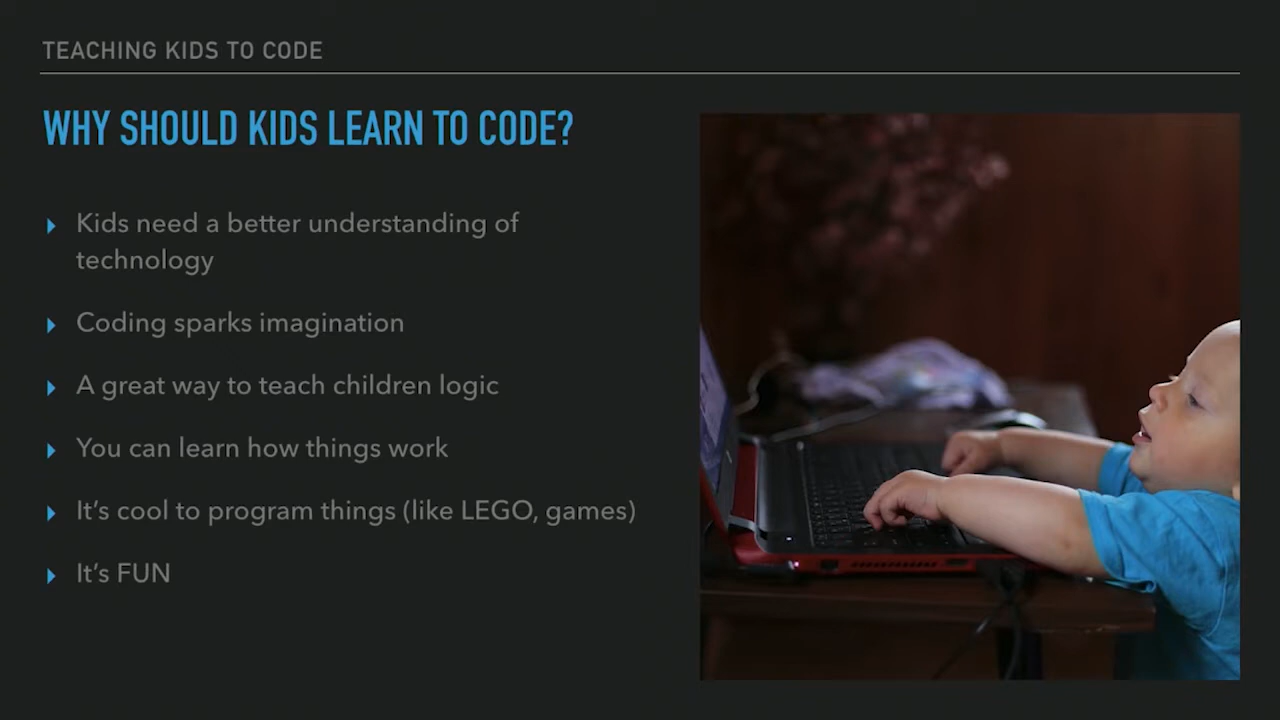 TEACHING KIDS TO CODE
WHY SHOULD KIDS LEARN TO CODE?
Kids need a better understanding of
technology
Coding sparks imagination
A great way to teach children logic
You can learn how things work
It’s cool to program things (like LEGO, games)
It’s FUN